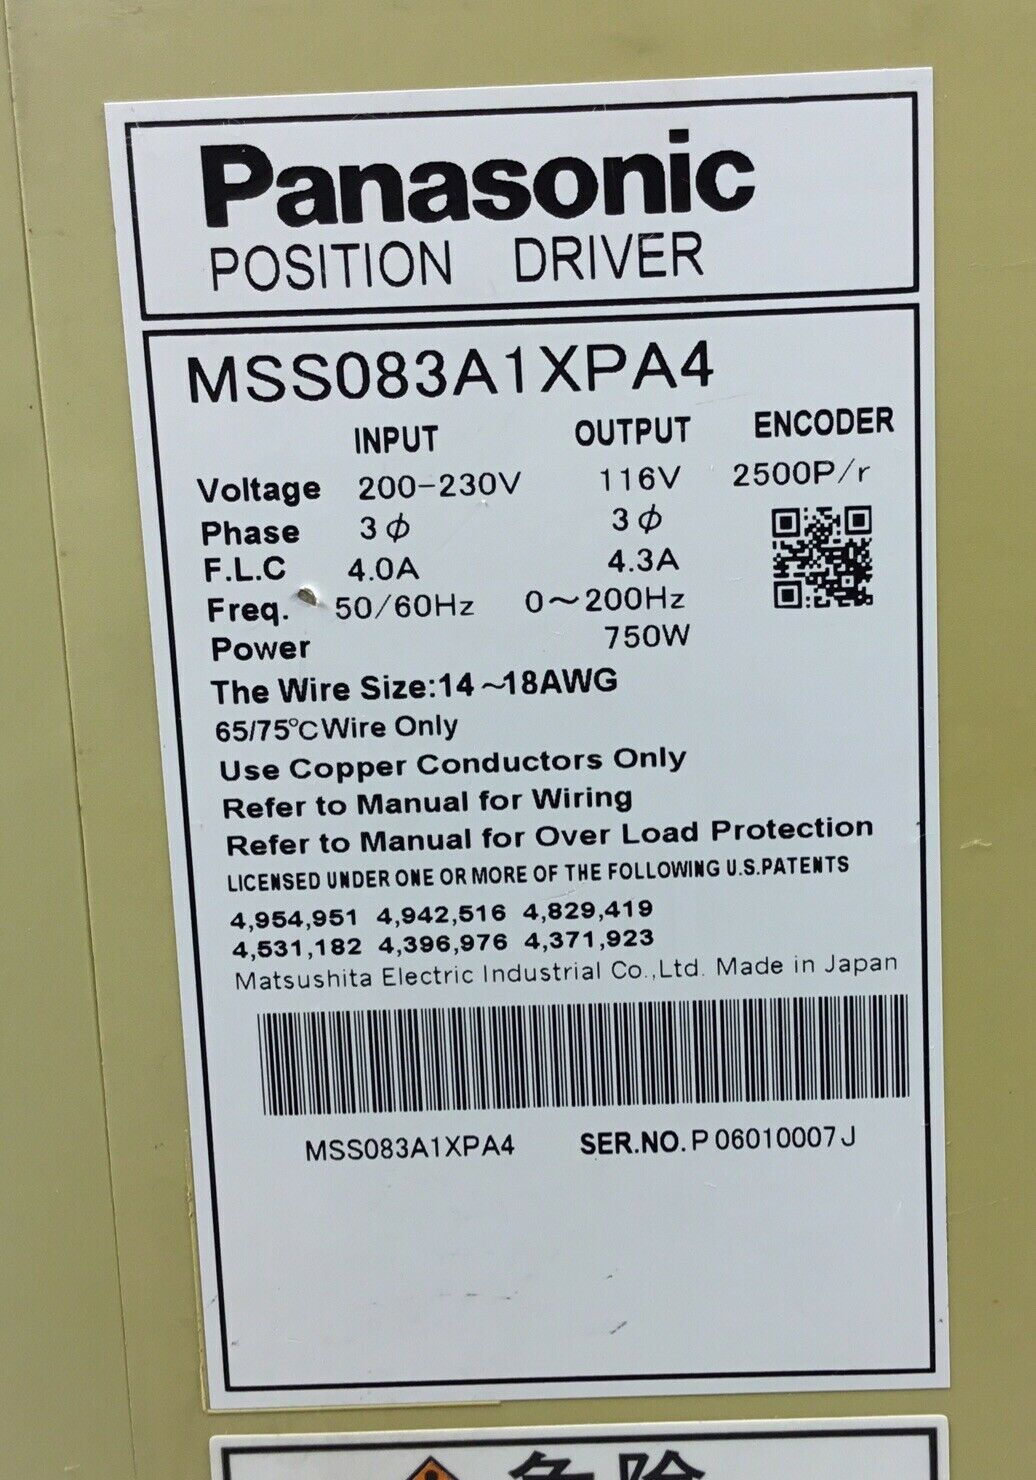 Panasonic
POSITION DRIVER
MSS083A1XPA4
INPUT OUTPUT ENCODER
Voltage 200-230V 116V 2500P/r
Phase 3ϕ 3ϕ
F.L.C 4.0A 4.3A
Freq. 50/60Hz 0~200Hz
Power 750W
The Wire Size:14~18AWG
65/75℃ Wire Only
Use Copper Conductors Only
Refer to Manual for Wiring
Refer to Manual for Over Load Protection
LICENSED UNDER ONE OR MORE OF THE FOLLOWING U.S.PATENTS
4,954,951 4,942,516 4,829,419
4,531,182 4,396,976 4,371,923
Matsushita Electric Industrial Co.,Ltd. Made in Japan
MSS083A1XPA4 SER.NO. P06010007J
危険